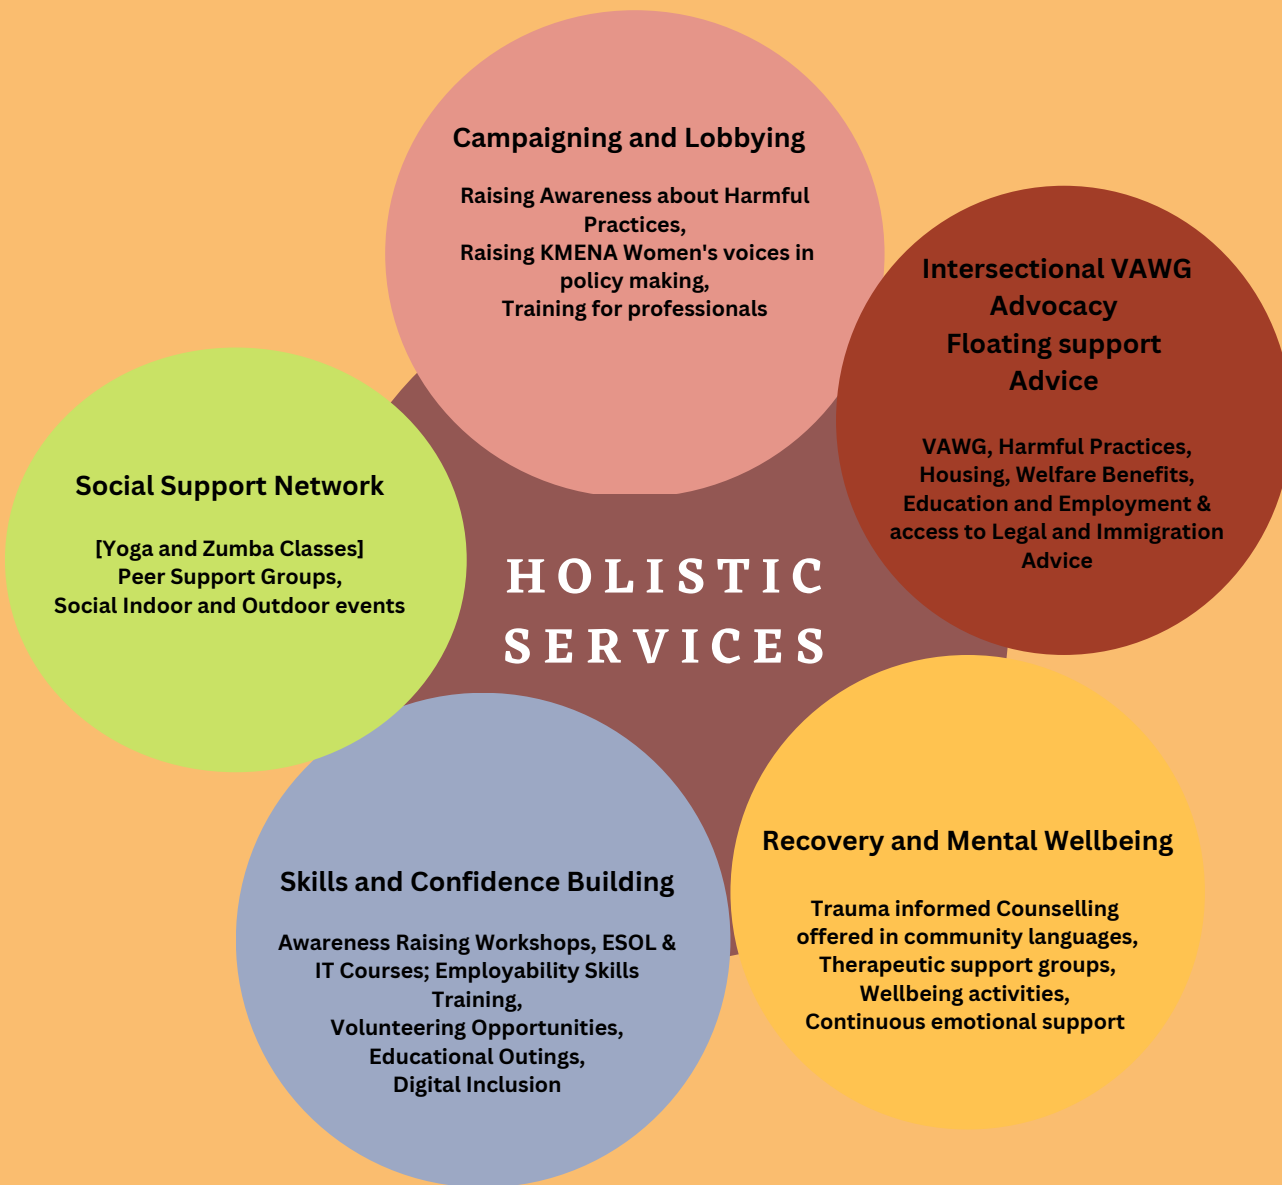 Campaigning and Lobbying
Raising Awareness about Harmful
Practices,
Raising KMENA Women's voices in
policy making,
Training for professionals
Intersectional VAWG
Advocacy
Floating support
Advice
VAWG, Harmful Practices,
Housing, Welfare Benefits,
Education and Employment &
access to Legal and Immigration
Advice
Social Support Network
[Yoga and Zumba Classes]
Peer Support Groups,
Social Indoor and Outdoor events
HOLISTIC
SERVICES
Skills and Confidence Building
Awareness Raising Workshops, ESOL &
IT Courses; Employability Skills
Training,
Volunteering Opportunities,
Educational Outings,
Digital Inclusion
Recovery and Mental Wellbeing
Trauma informed Counselling
offered in community languages,
Therapeutic support groups,
Wellbeing activities,
Continuous emotional support